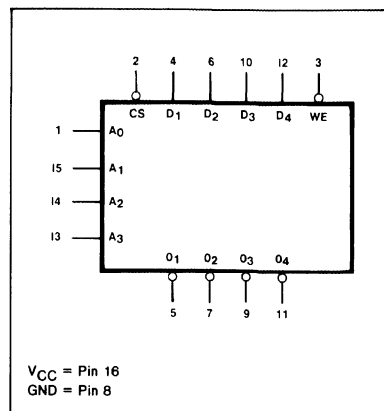 2 4 6 10 12 3
CS D1 D2 D3 D4 WE
1 A0
15 A1
14 A2
13 A3
O1 O2 O3 O4
5 7 9 11
VCC = Pin 16
GND = Pin 8